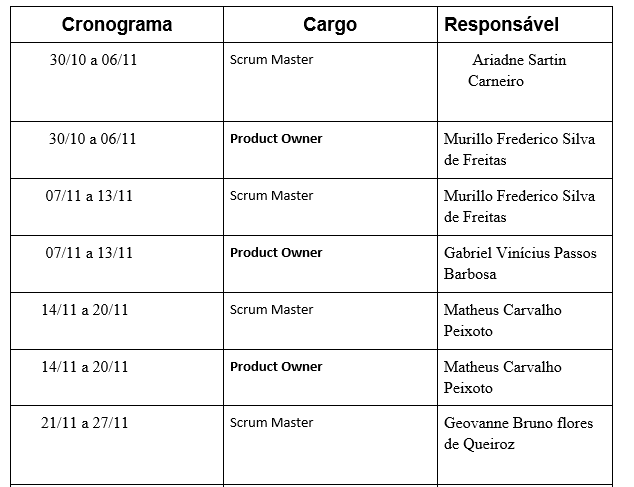 Cronograma Cargo Responsável
30/10 a 06/11 Scrum Master Ariadne Sartin
Carneiro
30/10 a 06/11 Product Owner Murillo Frederico Silva
de Freitas
07/11 a 13/11 Scrum Master Murillo Frederico Silva
de Freitas
07/11 a 13/11 Product Owner Gabriel Vinícius Passos
Barbosa
14/11 a 20/11 Scrum Master Matheus Carvalho
Peixoto
14/11 a 20/11 Product Owner Matheus Carvalho
Peixoto
21/11 a 27/11 Scrum Master Geovanne Bruno flores
de Queiroz